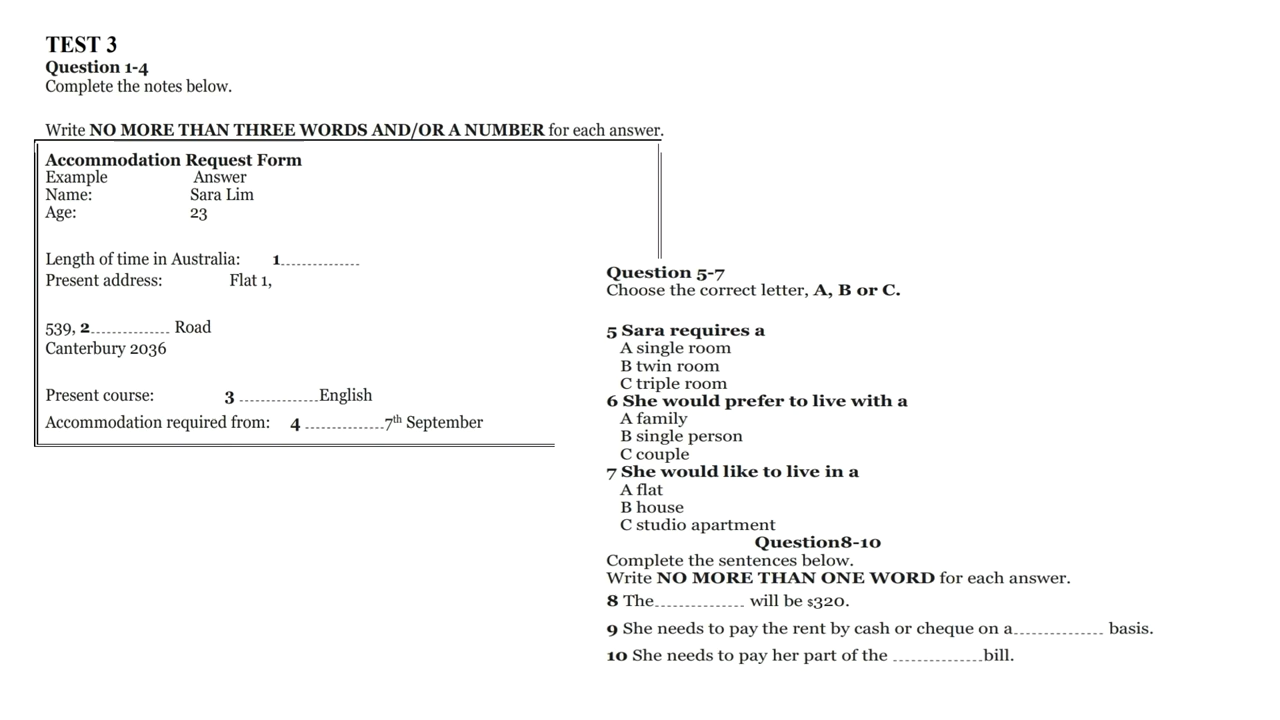 TEST 3
Question 1-4
Complete the notes below.
Write NO MORE THAN THREE WORDS AND/OR A NUMBER for each answer.
Accommodation Request Form
Example Answer
Name: Sara Lim
Age: 23
Length of time in Australia: 1..............
Present address: Flat 1,
539, 2.............. Road
Canterbury 2036
Present course: 3 ..............English
Accommodation required from: 4 ..............7th September
Question 5-7
Choose the correct letter, A, B or C.
5 Sara requires a
A single room
B twin room
C triple room
6 She would prefer to live with a
A family
B single person
C couple
7 She would like to live in a
A flat
B house
C studio apartment
Question8-10
Complete the sentences below.
Write NO MORE THAN ONE WORD for each answer.
8 The................ will be $320.
9 She needs to pay the rent by cash or cheque on a................ basis.
10 She needs to pay her part of the ................bill.